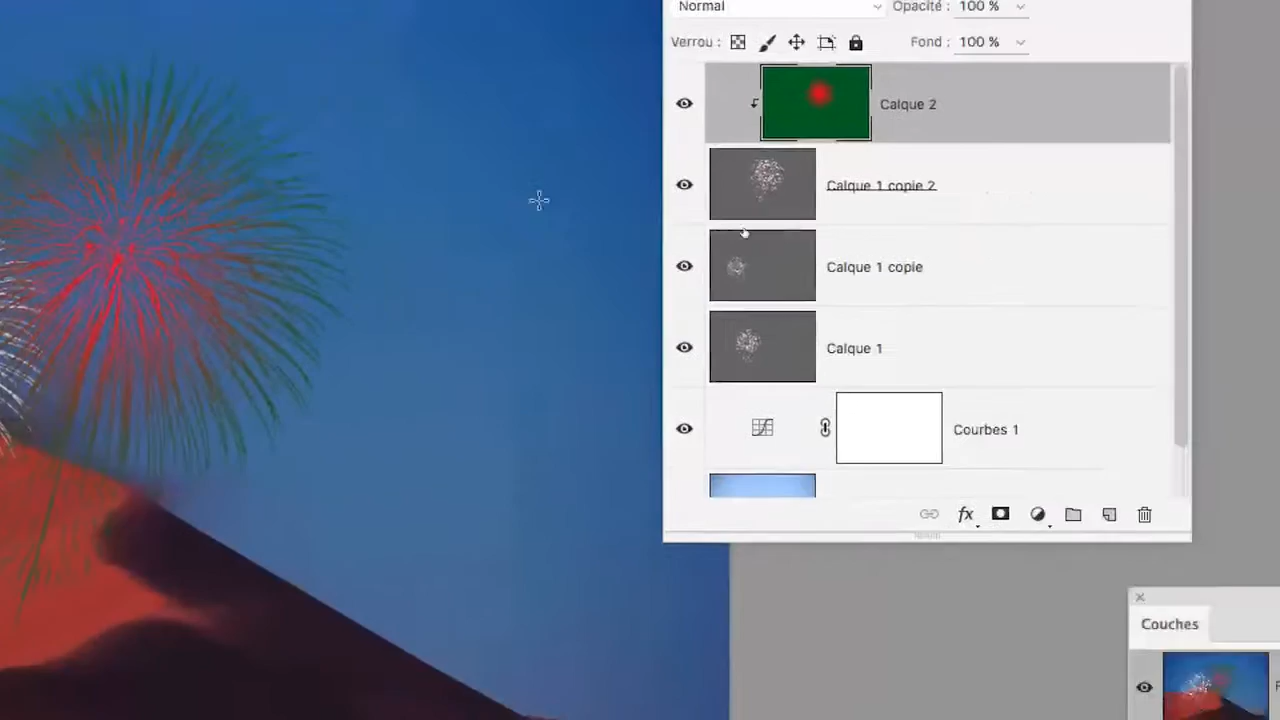 Normal
Opacité : 100 %
Verrou :
Fond : 100 %
Calque 2
Calque 1 copie 2
Calque 1 copie
Calque 1
Courbes 1
fx
Couches